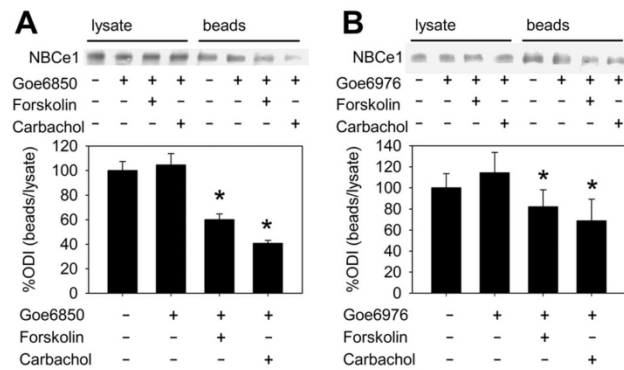 A
lysate beads
NBCe1
Goe6850 – + + + – + + +
Forskolin + +
Carbachol + +
%ODI (beads/lysate)
120
100
80
60
40
20
0
* *
Goe6850 – + + +
Forskolin +
Carbachol +
B
lysate beads
NBCe1
Goe6976 – + + + – + + +
Forskolin + +
Carbachol + +
%ODI (beads/lysate)
140
120
100
80
60
40
20
0
* *
Goe6976 – + + +
Forskolin – – + –
Carbachol – – – +